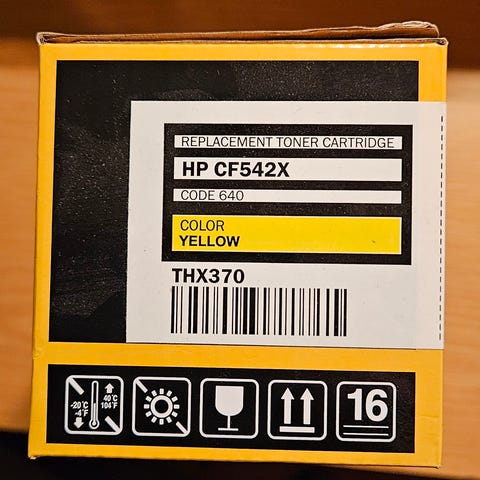 REPLACEMENT TONER CARTRIDGE
HP CF542X
CODE 640
COLOR
YELLOW
THX370
-20°C
-4°F
40°C
104°F
16